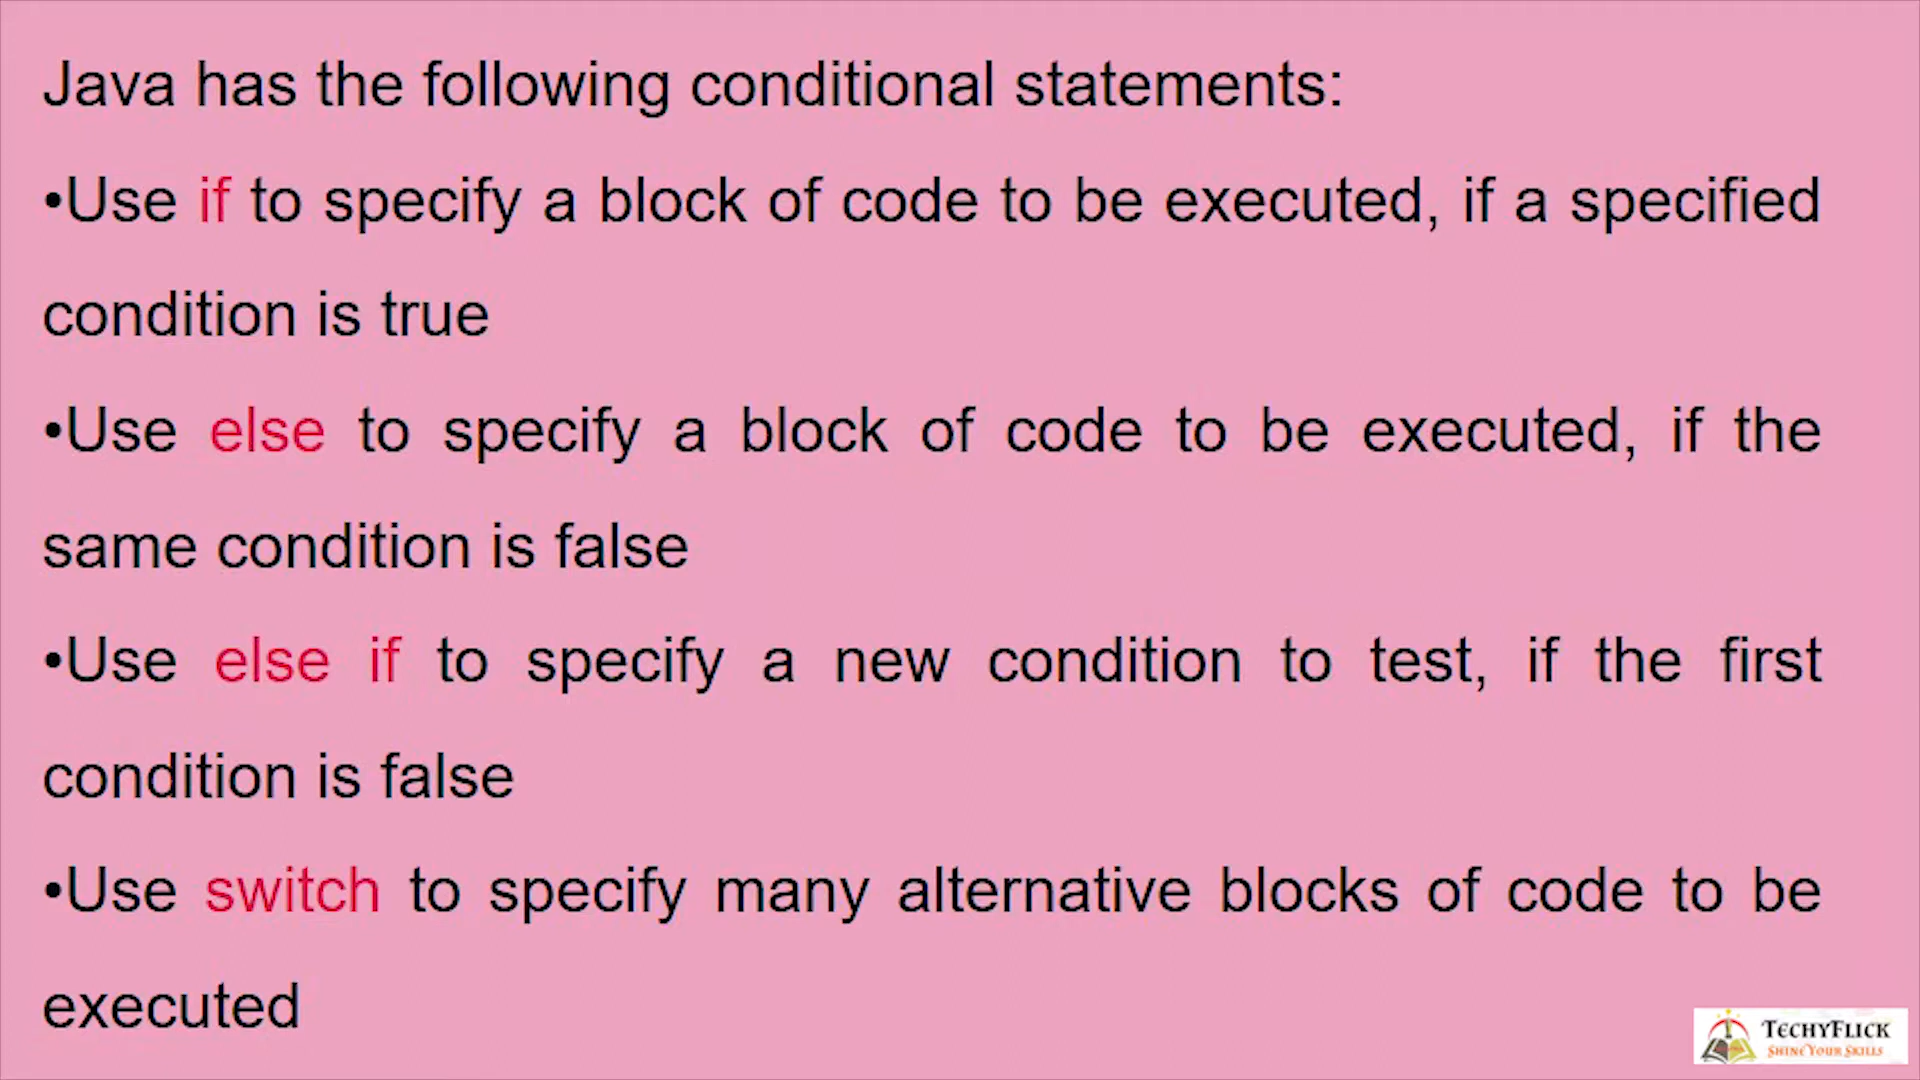 Java has the following conditional statements:
•Use if to specify a block of code to be executed, if a specified
condition is true
•Use else to specify a block of code to be executed, if the
same condition is false
•Use else if to specify a new condition to test, if the first
condition is false
•Use switch to specify many alternative blocks of code to be
executed
TECHYFLICK
SHINE YOUR SKILLS